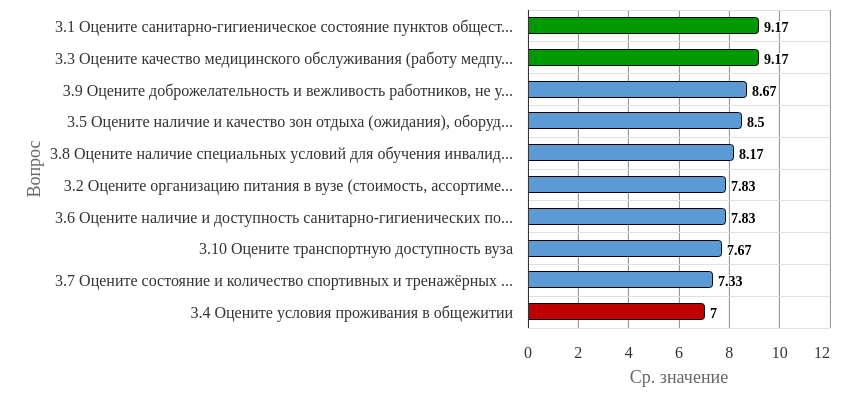 3.1 Оцените санитарно-гигиеническое состояние пунктов общест... 9.17
3.3 Оцените качество медицинского обслуживания (работу медпу... 9.17
3.9 Оцените доброжелательность и вежливость работников, не у... 8.67
3.5 Оцените наличие и качество зон отдыха (ожидания), оборуд... 8.5
3.8 Оцените наличие специальных условий для обучения инвалид... 8.17
3.2 Оцените организацию питания в вузе (стоимость, ассортиме... 7.83
3.6 Оцените наличие и доступность санитарно-гигиенических по... 7.83
3.10 Оцените транспортную доступность вуза 7.67
3.7 Оцените состояние и количество спортивных и тренажёрных ... 7.33
3.4 Оцените условия проживания в общежитии 7
Вопрос
0 2 4 6 8 10 12
Ср. значение